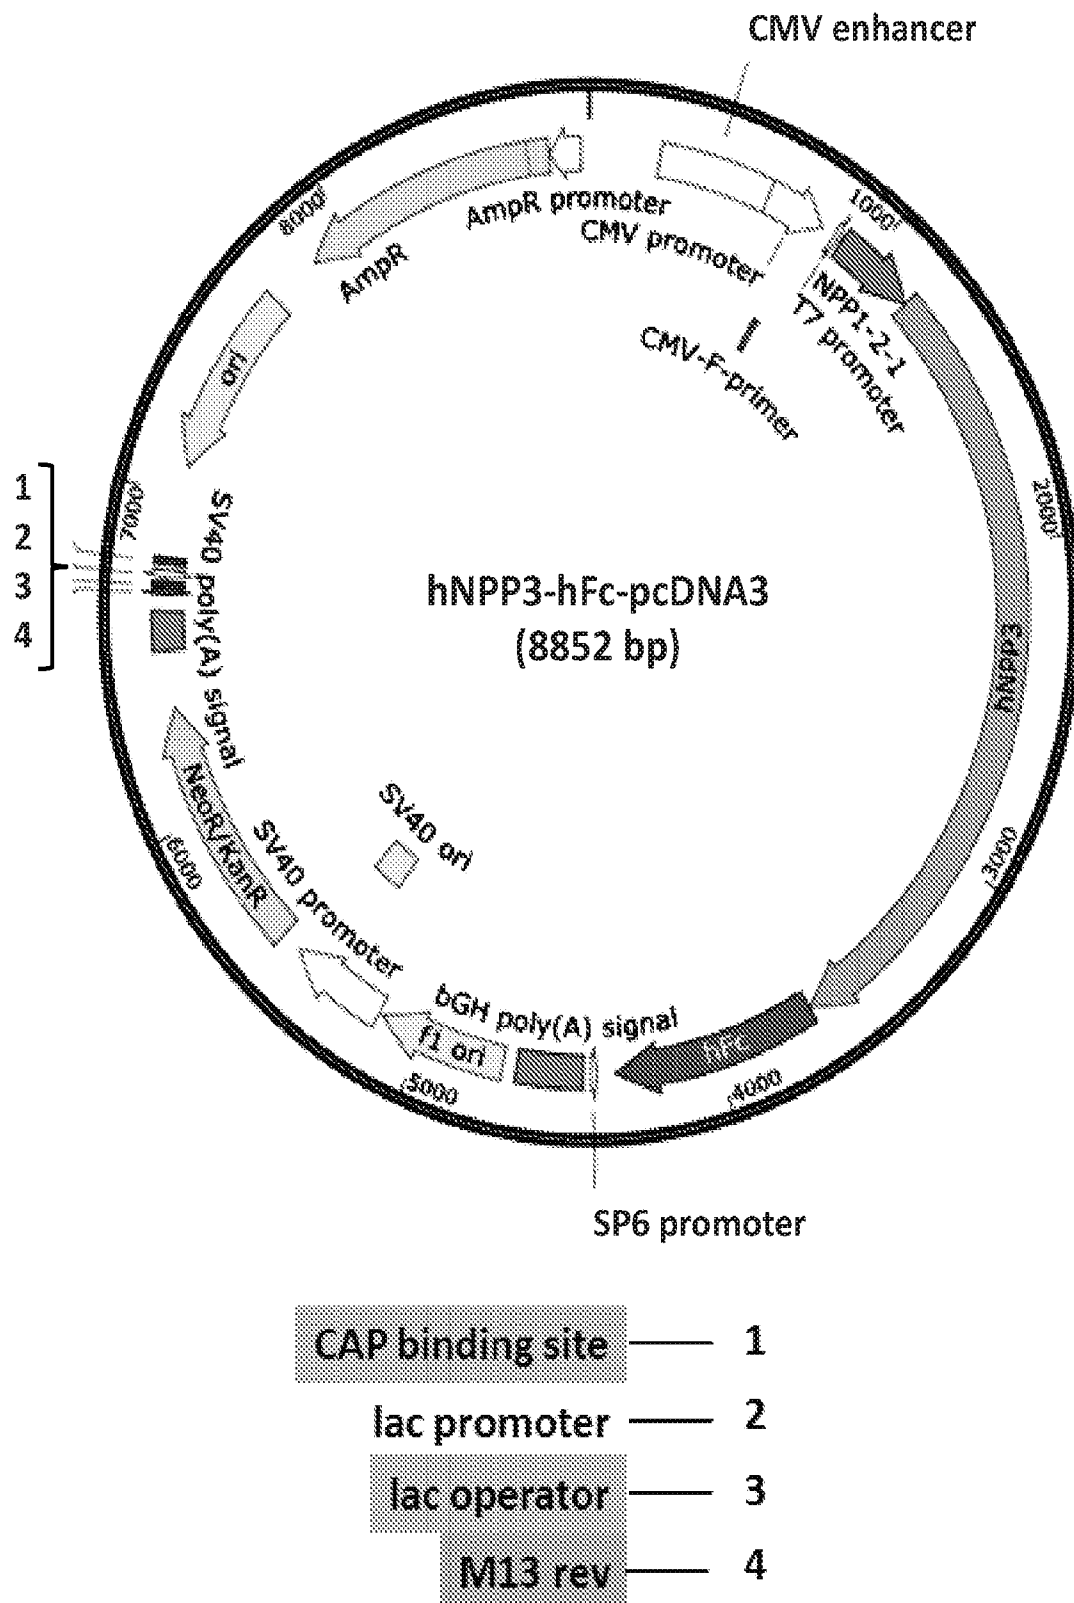 CMV enhancer
AmpR promoter
CMV promoter
1000
8000
AmpR
NPP1-2-1
T7 promoter
CMV-F-primer
ori
2000
7000
1
2
3
4
SV40 poly(A) signal
hNPP3-hFc-pcDNA3
(8852 bp)
hNPP3
NeoR/KanR
SV40 ori
SV40 promoter
6000
3000
bGH poly(A) signal
f1 ori
hFc
5000
4000
SP6 promoter
CAP binding site 1
lac promoter 2
lac operator 3
M13 rev 4